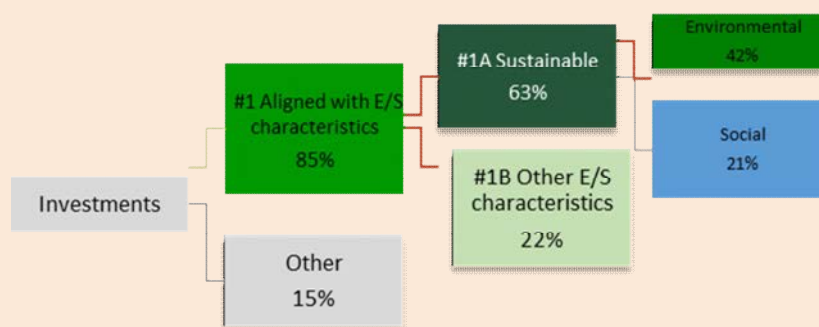 Investments
#1 Aligned with E/S
characteristics
85%
Other
15%
#1A Sustainable
63%
#1B Other E/S
characteristics
22%
Environmental
42%
Social
21%